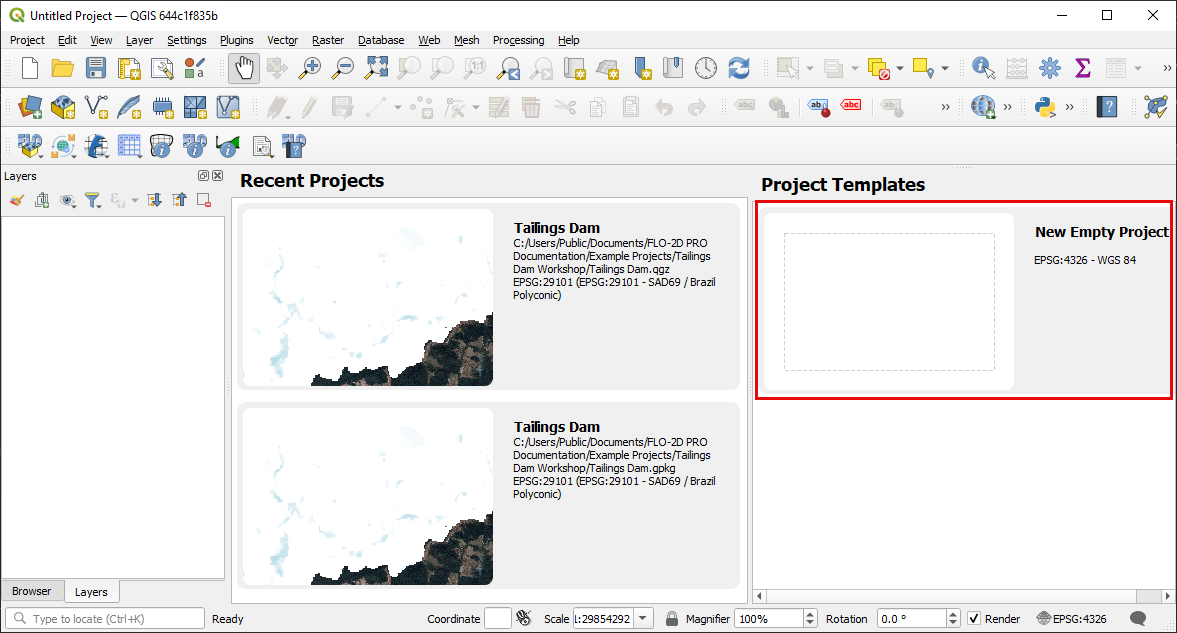 Untitled Project — QGIS 644c1f835b
Project Edit View Layer Settings Plugins Vector Raster Database Web Mesh Processing Help
Layers
Recent Projects
Tailings Dam
C:/Users/Public/Documents/FLO-2D PRO
Documentation/Example Projects/Tailings
Dam Workshop/Tailings Dam.qgz
EPSG:29101 (EPSG:29101 - SAD69 / Brazil
Polyconic)
Tailings Dam
C:/Users/Public/Documents/FLO-2D PRO
Documentation/Example Projects/Tailings
Dam Workshop/Tailings Dam.gpkg
EPSG:29101 (EPSG:29101 - SAD69 / Brazil
Polyconic)
Project Templates
New Empty Project
EPSG:4326 - WGS 84
Browser Layers
Type to locate (Ctrl+K) Ready Coordinate Scale 1:29854292 Magnifier 100% Rotation 0.0 ° Render EPSG:4326